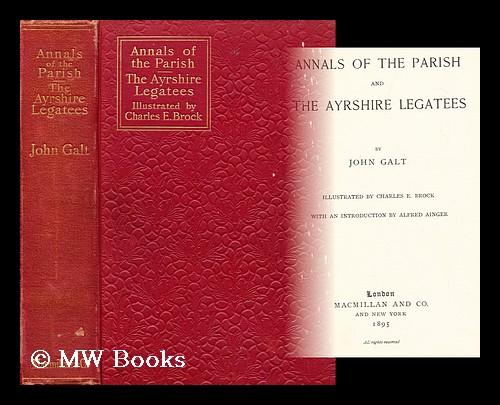 Annals
of the
Parish
The
Ayrshire
Legatees
John Galt
Annals of
the Parish
The Ayrshire
Legatees
Illustrated by
Charles E. Brock
ANNALS OF THE PARISH
AND
THE AYRSHIRE LEGATEES
BY
JOHN GALT
ILLUSTRATED BY CHARLES E. BROCK
WITH AN INTRODUCTION BY ALFRED AINGER
London
MACMILLAN AND CO.
AND NEW YORK
1895
All rights reserved
© MW Books